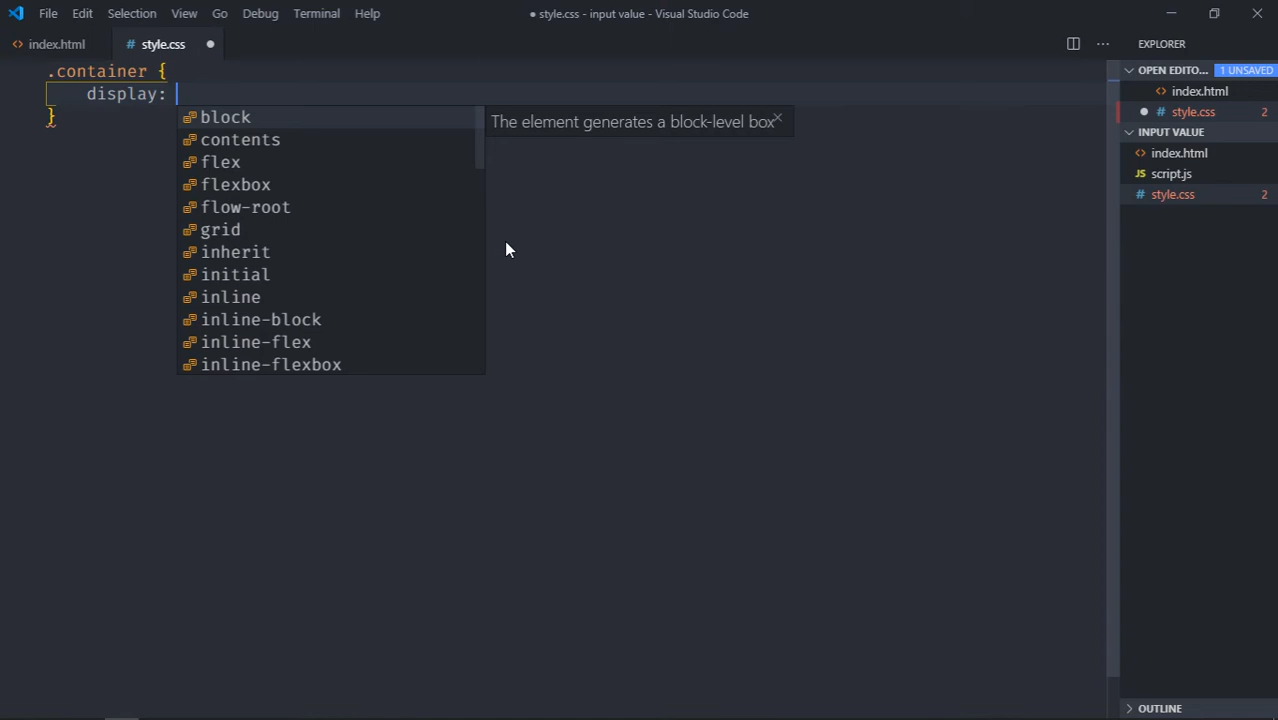 File Edit Selection View Go Debug Terminal Help
● style.css - input value - Visual Studio Code
index.html
style.css
EXPLORER
.container {
display:
}
block
contents
flex
flexbox
flow-root
grid
inherit
initial
inline
inline-block
inline-flex
inline-flexbox
The element generates a block-level box
OPEN EDITO... 1 UNSAVED
index.html
style.css 2
INPUT VALUE
index.html
JS script.js
# style.css 2
OUTLINE